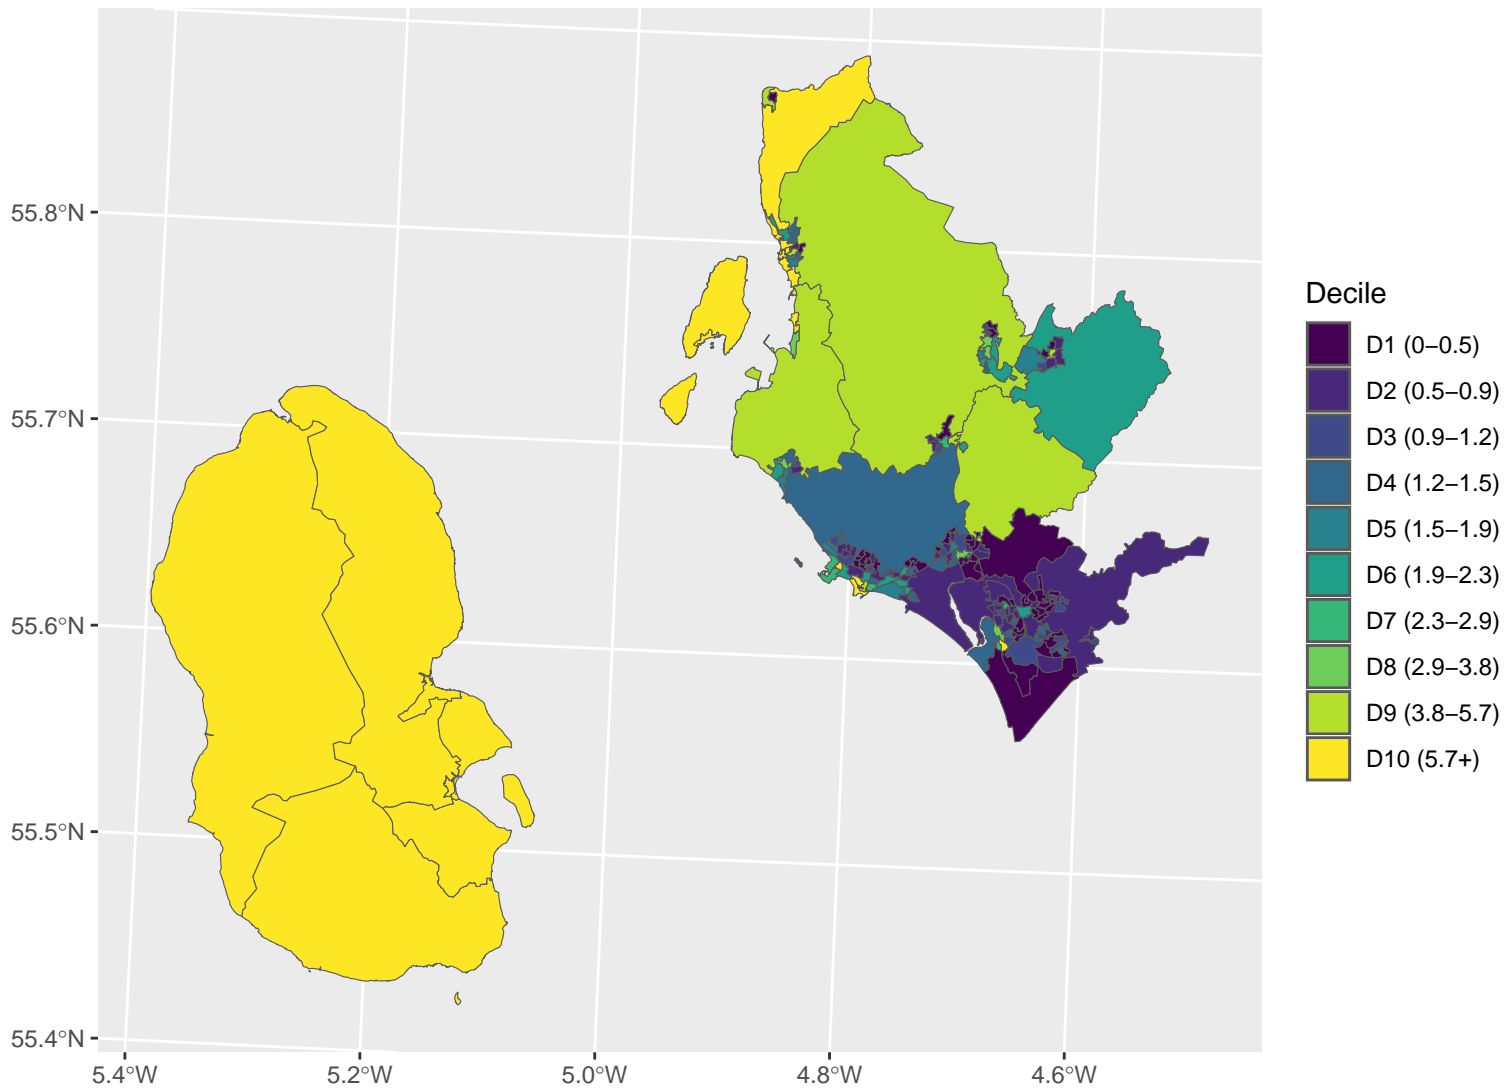 55.8°N
55.7°N
55.6°N
55.5°N
55.4°N
5.4°W
5.2°W
5.0°W
4.8°W
4.6°W
Decile
D1 (0–0.5)
D2 (0.5–0.9)
D3 (0.9–1.2)
D4 (1.2–1.5)
D5 (1.5–1.9)
D6 (1.9–2.3)
D7 (2.3–2.9)
D8 (2.9–3.8)
D9 (3.8–5.7)
D10 (5.7+)